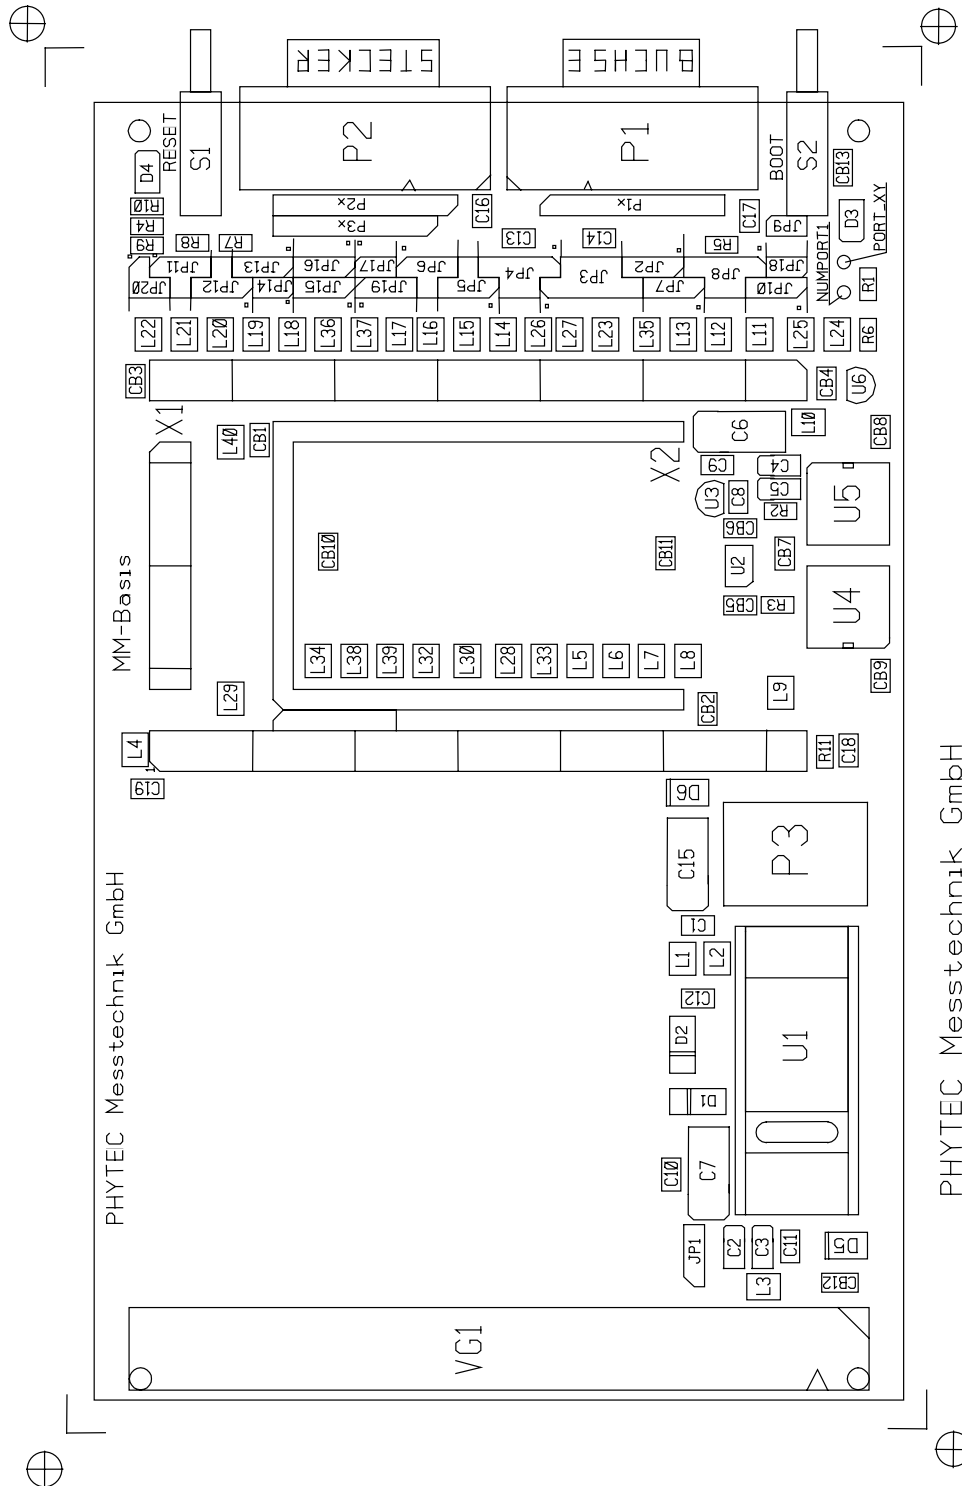 STECKER
BUCHSE
RESET
S1
P2
P1
BOOT
S2
D4
CB13
R10
R4
R9
R8
R7
P2x
P3x
C16
P1x
C17
JP9
D3
PORT_XY
NUMPORT1
C13
C14
R5
R1
JP11
JP13
JP16
JP17
JP6
JP4
JP3
JP2
JP8
JP18
JP20
JP12
JP14
JP15
JP19
JP5
JP7
JP10
L22
L21
L20
L19
L18
L36
L37
L17
L16
L15
L14
L26
L27
L23
L35
L13
L12
L11
L25
L24
R6
CB3
CB4
U6
X1
L40
CB1
X2
C6
L10
CB8
C9
C4
U3
C8
C5
R2
U5
CB6
CB10
CB11
U2
CB7
MM-Basis
CB5
R3
U4
L34
L38
L39
L32
L30
L28
L33
L5
L6
L7
L8
CB9
L29
CB2
L9
L4
1
R11
C18
C19
D6
C15
P3
PHYTEC Messtechnik GmbH
PHYTEC Messtechnik GmbH
C1
L1
L2
C12
D2
U1
D1
C10
C7
JP1
C2
C3
C11
D5
L3
CB12
VG1